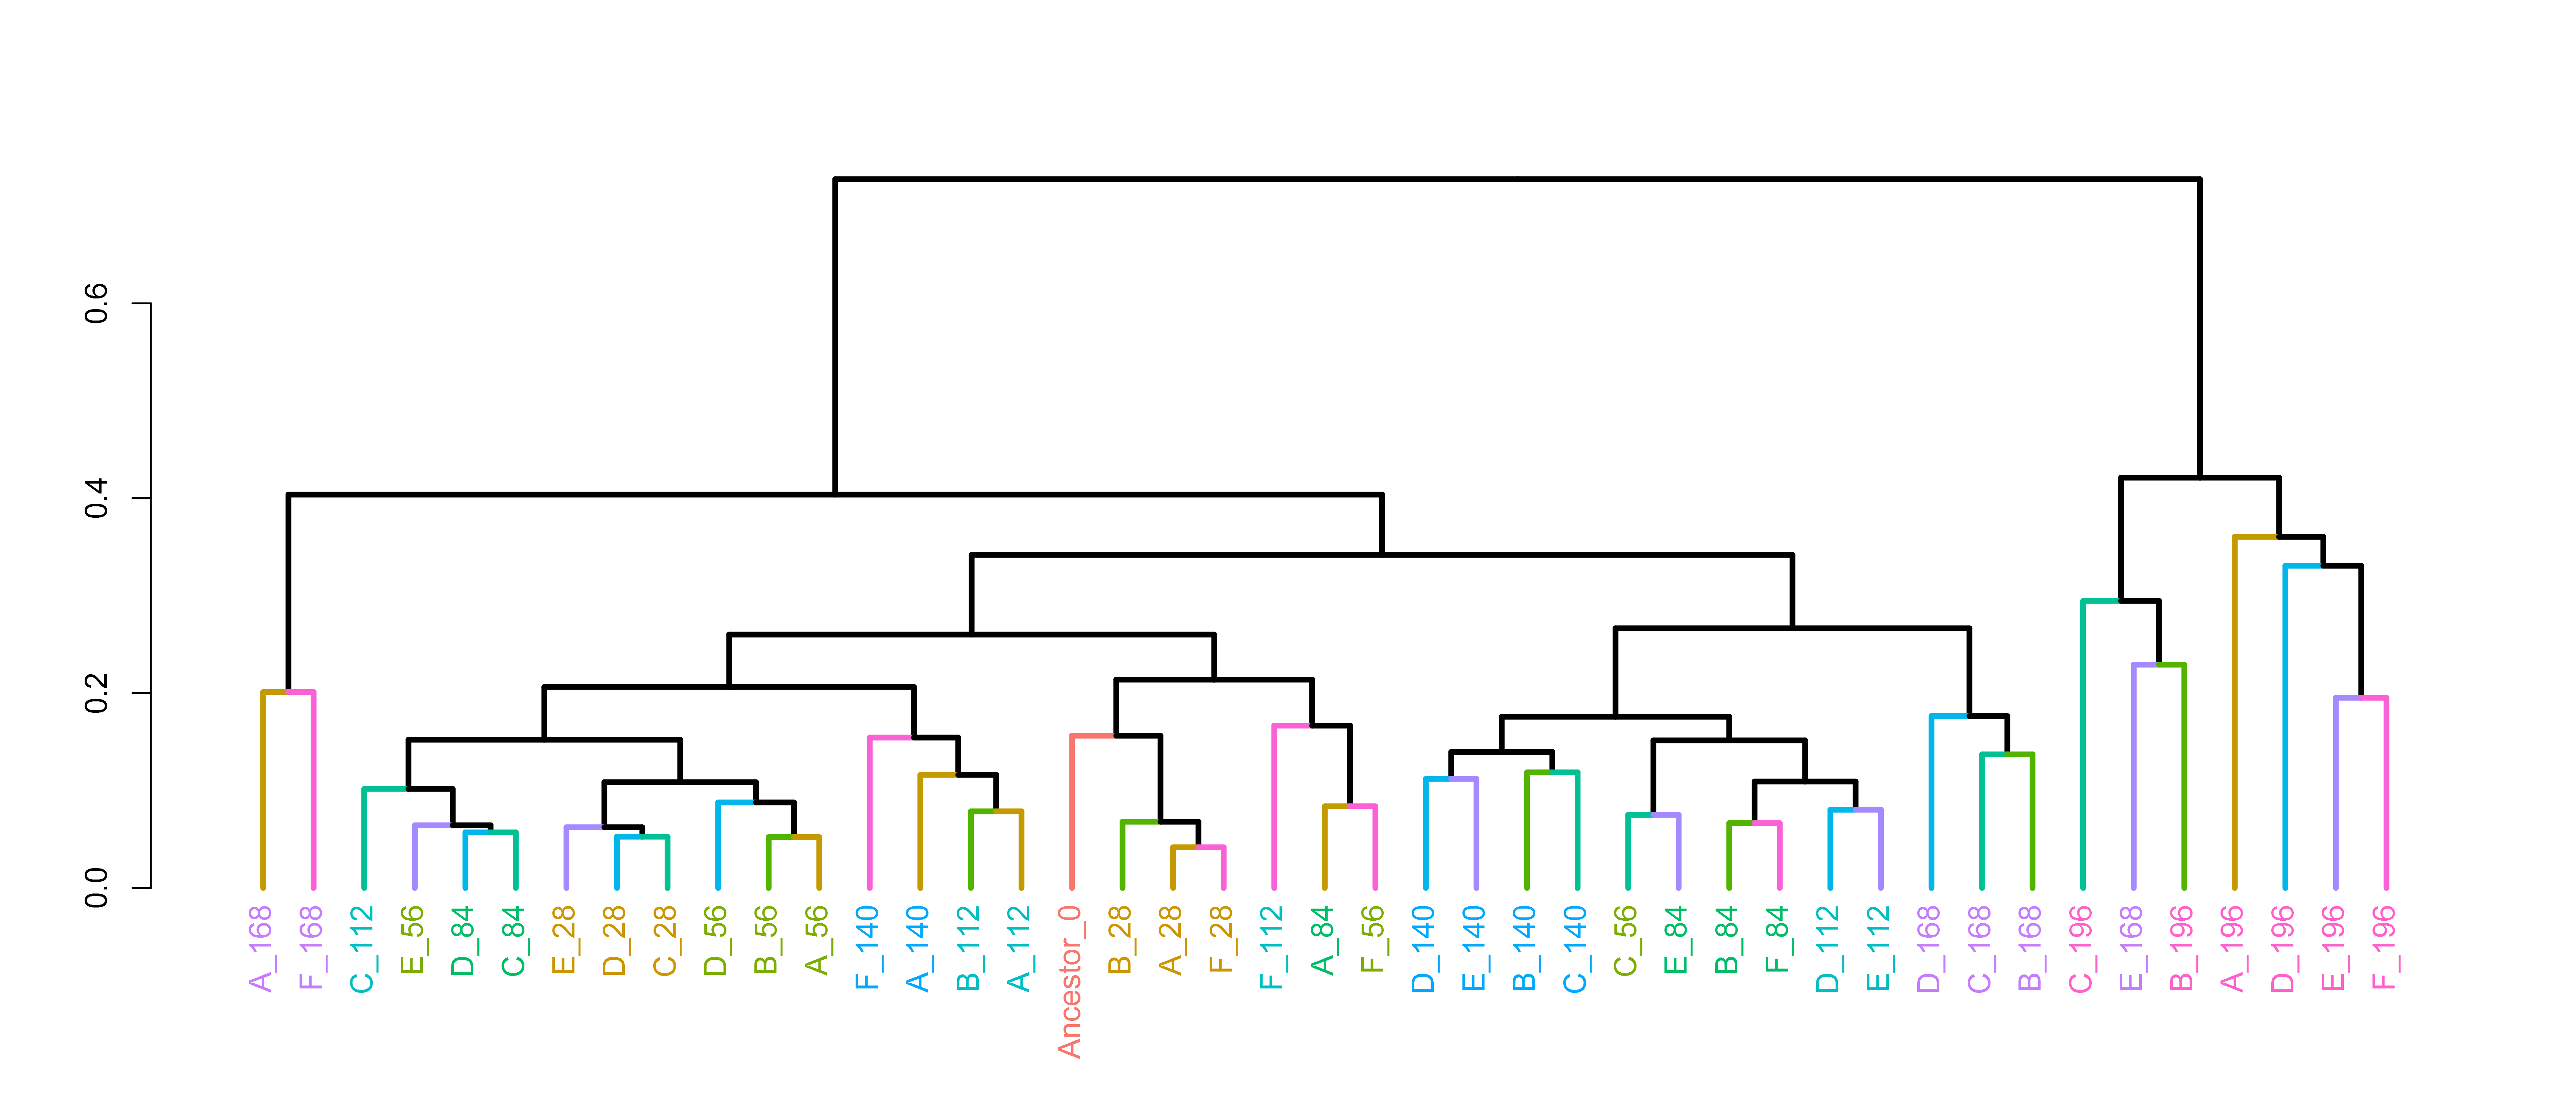 0.6
0.4
0.2
0.0
A_168
F_168
C_112
E_56
D_84
C_84
E_28
D_28
C_28
D_56
B_56
A_56
F_140
A_140
B_112
A_112
Ancestor_0
B_28
A_28
F_28
F_112
A_84
F_56
D_140
E_140
B_140
C_140
C_56
E_84
B_84
F_84
D_112
E_112
D_168
C_168
B_168
C_196
E_168
B_196
A_196
D_196
E_196
F_196